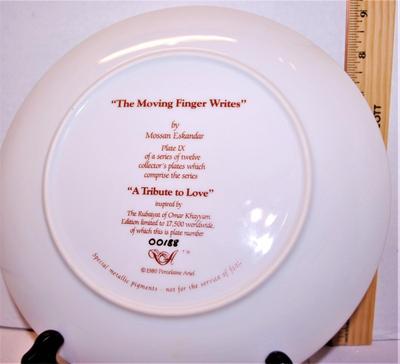 "The Moving Finger Writes"
by
Mossan Eskandar
Plate IX
of a series of twelve
collector's plates which
comprise the series
"A Tribute to Love"
inspired by
The Rubaiyat of Omar Khayyam.
Edition limited to 17,500 worldwide,
of which this is plate number
00188
©1980 Porcelaine Ariel
Special metallic pigments - not for the service of food.
9
8